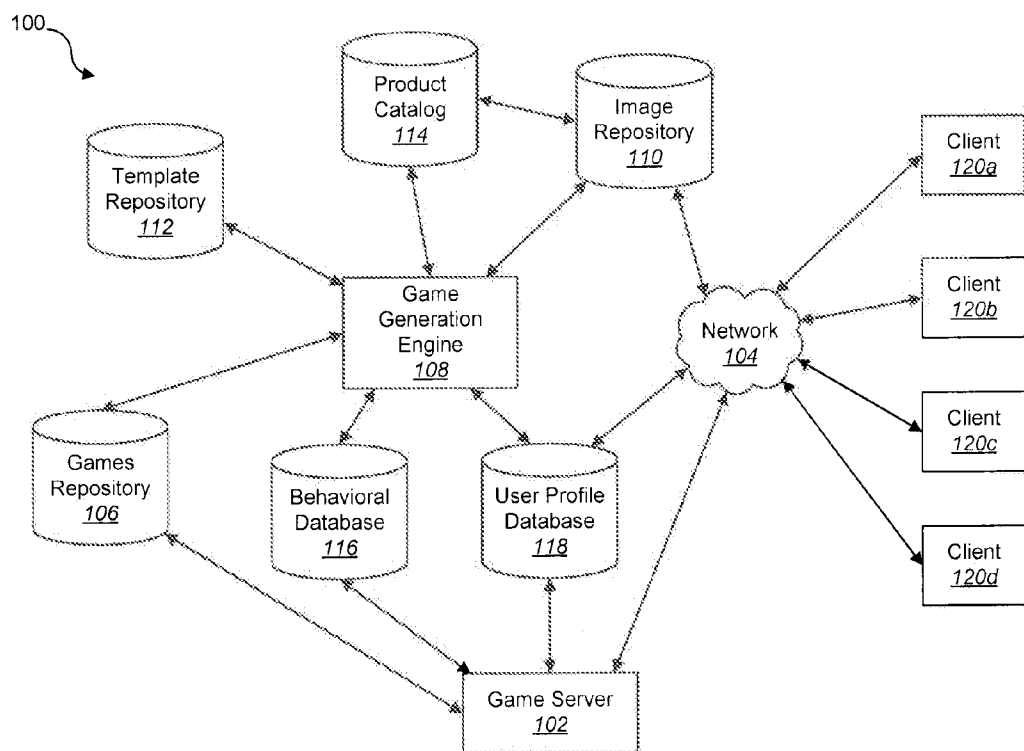 100
Product
Catalog
114
Image
Repository
110
Client
120a
Template
Repository
112
Client
120b
Game
Generation
Engine
108
Network
104
Client
120c
Games
Repository
106
Behavioral
Database
116
User Profile
Database
118
Client
120d
Game Server
102